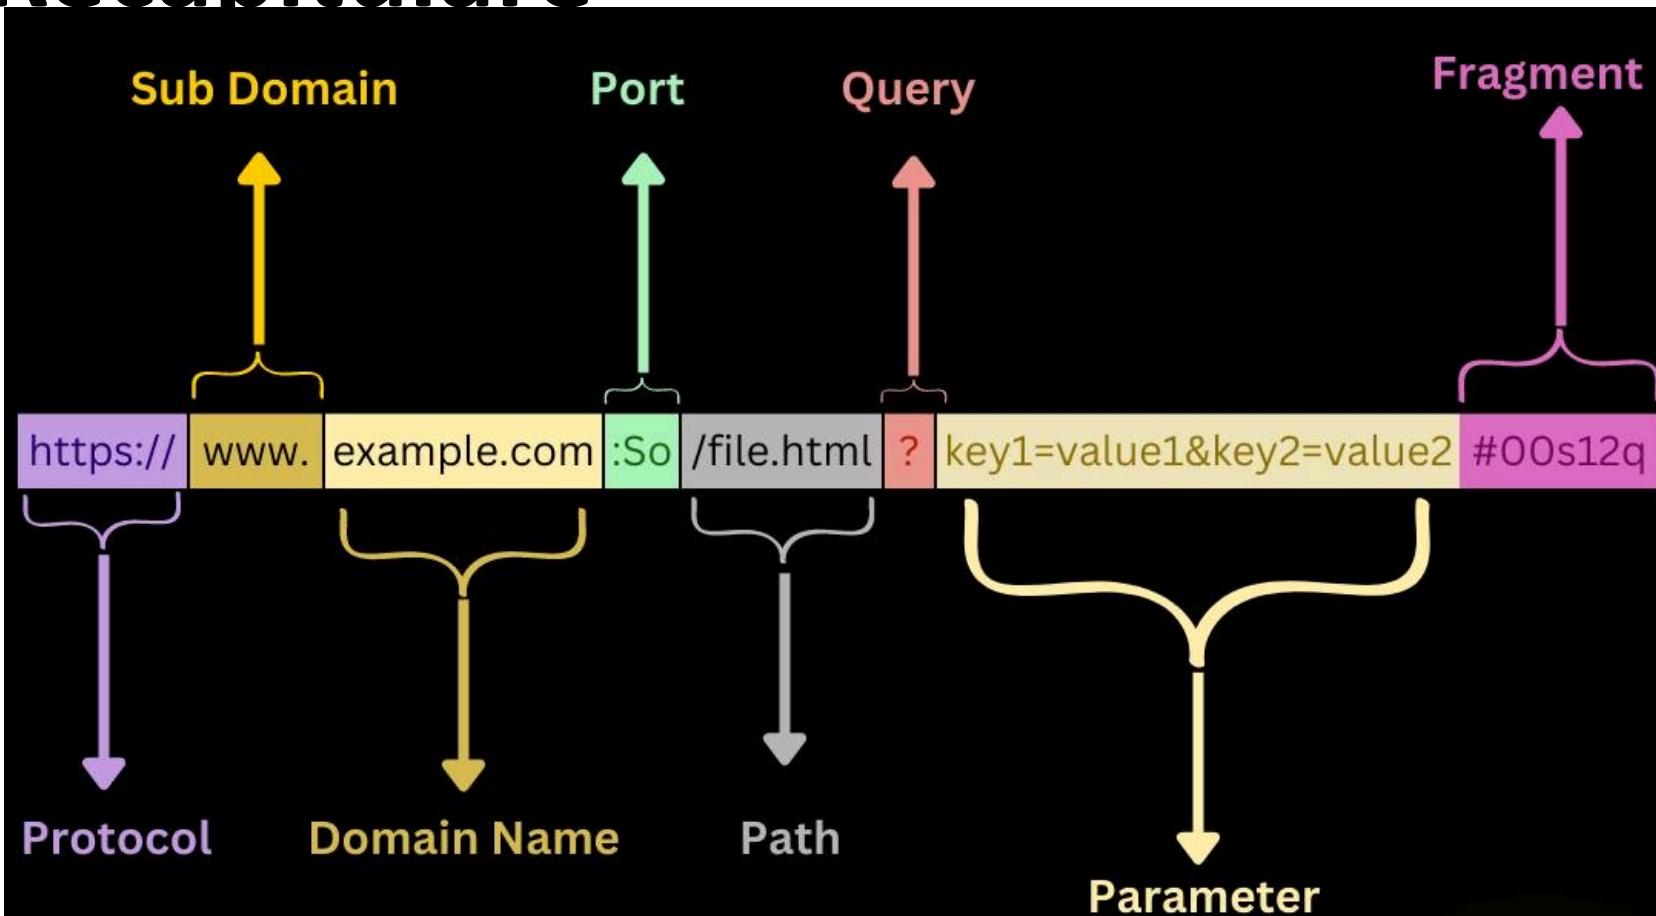 Recapitulare
Sub Domain
Port
Query
Fragment
https:// www. example.com :So /file.html ? key1=value1&key2=value2 #00s12q
Protocol
Domain Name
Path
Parameter